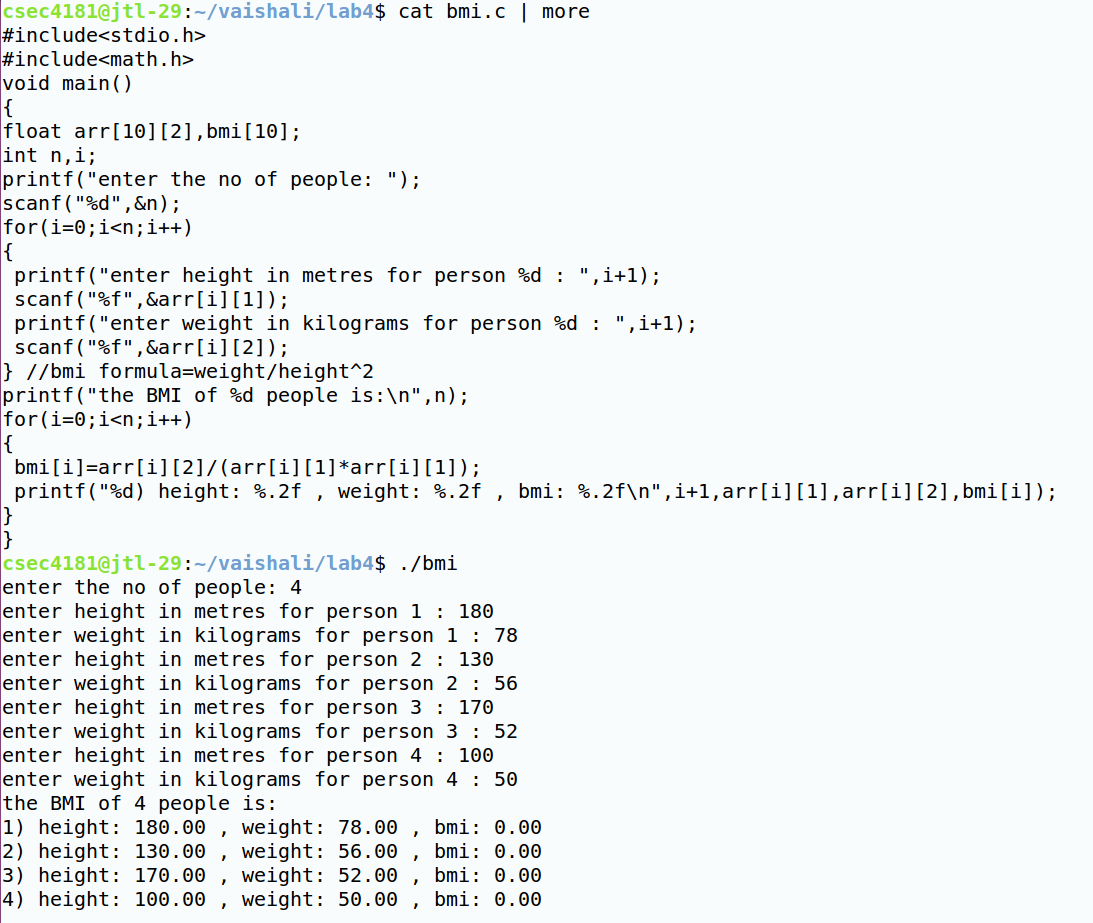 csec4181@jtl-29:~/vaishali/lab4$ cat bmi.c | more
#include<stdio.h>
#include<math.h>
void main()
{
float arr[10][2],bmi[10];
int n,i;
printf("enter the no of people: ");
scanf("%d",&n);
for(i=0;i<n;i++)
{
 printf("enter height in metres for person %d : ",i+1);
 scanf("%f",&arr[i][1]);
 printf("enter weight in kilograms for person %d : ",i+1);
 scanf("%f",&arr[i][2]);
} //bmi formula=weight/height^2
printf("the BMI of %d people is:\n",n);
for(i=0;i<n;i++)
{
 bmi[i]=arr[i][2]/(arr[i][1]*arr[i][1]);
 printf("%d) height: %.2f , weight: %.2f , bmi: %.2f\n",i+1,arr[i][1],arr[i][2],bmi[i]);
}
}
csec4181@jtl-29:~/vaishali/lab4$ ./bmi
enter the no of people: 4
enter height in metres for person 1 : 180
enter weight in kilograms for person 1 : 78
enter height in metres for person 2 : 130
enter weight in kilograms for person 2 : 56
enter height in metres for person 3 : 170
enter weight in kilograms for person 3 : 52
enter height in metres for person 4 : 100
enter weight in kilograms for person 4 : 50
the BMI of 4 people is:
1) height: 180.00 , weight: 78.00 , bmi: 0.00
2) height: 130.00 , weight: 56.00 , bmi: 0.00
3) height: 170.00 , weight: 52.00 , bmi: 0.00
4) height: 100.00 , weight: 50.00 , bmi: 0.00